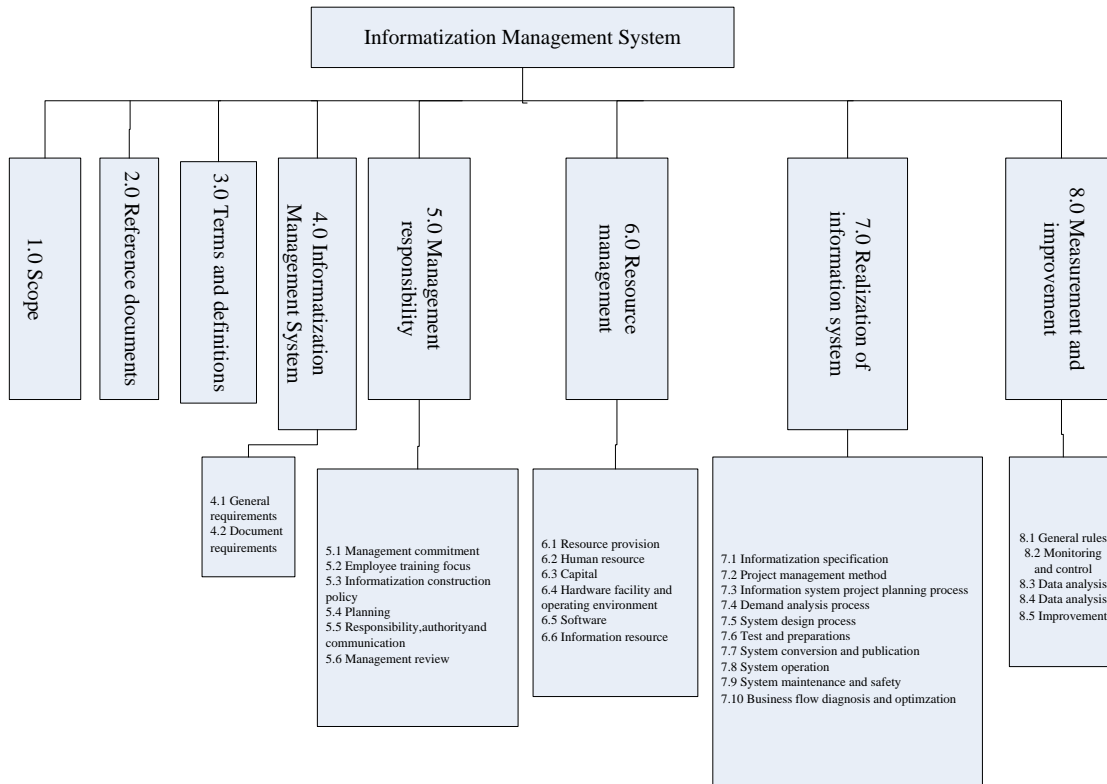 Informatization Management System
1.0 Scope
2.0 Reference documents
3.0 Terms and definitions
4.0 Informatization
Management System
5.0 Management
responsibility
6.0 Resource
management
7.0 Realization of
information system
8.0 Measurement and
improvement
4.1 General
requirements
4.2 Document
requirements
5.1 Management commitment
5.2 Employee training focus
5.3 Informatization construction
policy
5.4 Planning
5.5 Responsibility,authorityand
communication
5.6 Management review
6.1 Resource provision
6.2 Human resource
6.3 Capital
6.4 Hardware facility and
operating environment
6.5 Software
6.6 Information resource
7.1 Informatization specification
7.2 Project management method
7.3 Information system project planning process
7.4 Demand analysis process
7.5 System design process
7.6 Test and preparations
7.7 System conversion and publication
7.8 System operation
7.9 System maintenance and safety
7.10 Business flow diagnosis and optimzation
8.1 General rules
8.2 Monitoring
and control
8.3 Data analysis
8.4 Data analysis
8.5 Improvement